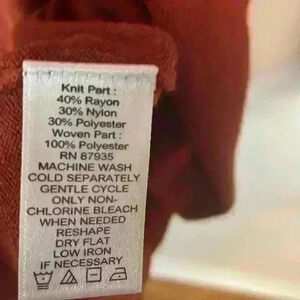 Knit Part :
40% Rayon
30% Nylon
30% Polyester
Woven Part :
100% Polyester
RN 87935
MACHINE WASH
COLD SEPARATELY
GENTLE CYCLE
ONLY NON-
CHLORINE BLEACH
WHEN NEEDED
RESHAPE
DRY FLAT
LOW IRON
IF NECESSARY